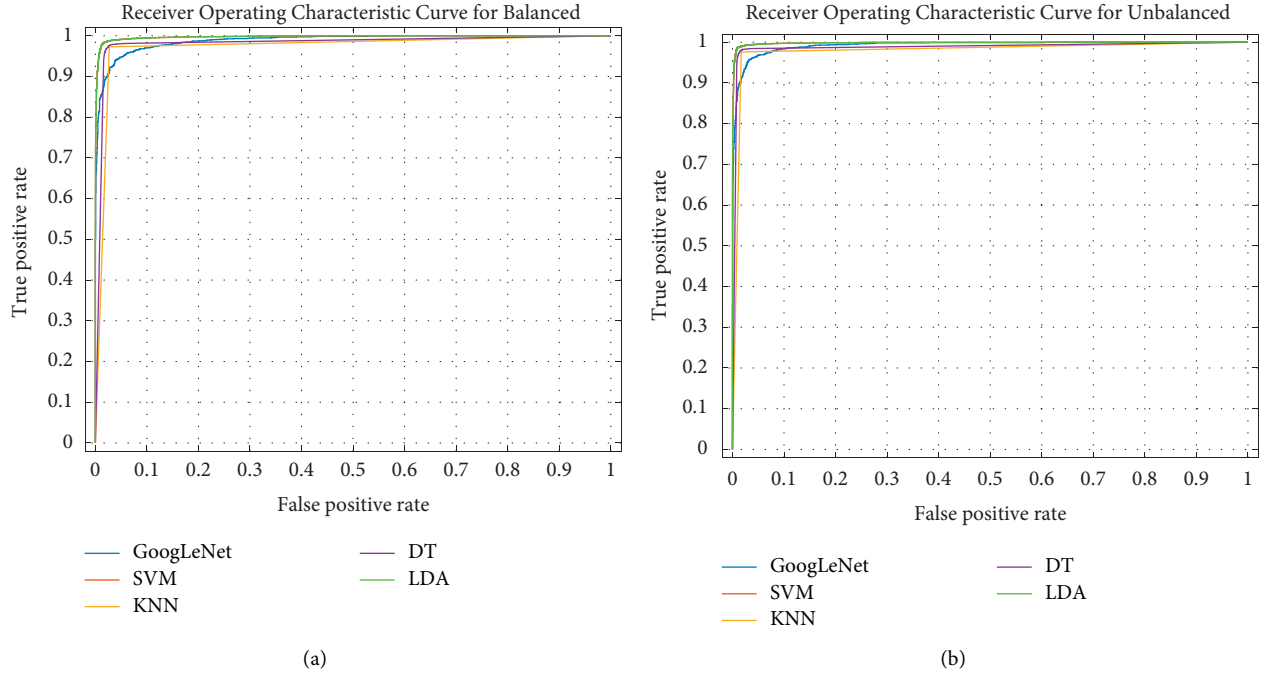 Receiver Operating Characteristic Curve for Balanced
1
0.9
0.8
0.7
0.6
0.5
0.4
0.3
0.2
0.1
0
True positive rate
0 0.1 0.2 0.3 0.4 0.5 0.6 0.7 0.8 0.9 1
False positive rate
GoogLeNet
SVM
KNN
DT
LDA
(a)
Receiver Operating Characteristic Curve for Unbalanced
1
0.9
0.8
0.7
0.6
0.5
0.4
0.3
0.2
0.1
0
True positive rate
0 0.1 0.2 0.3 0.4 0.5 0.6 0.7 0.8 0.9 1
False positive rate
GoogLeNet
SVM
KNN
DT
LDA
(b)